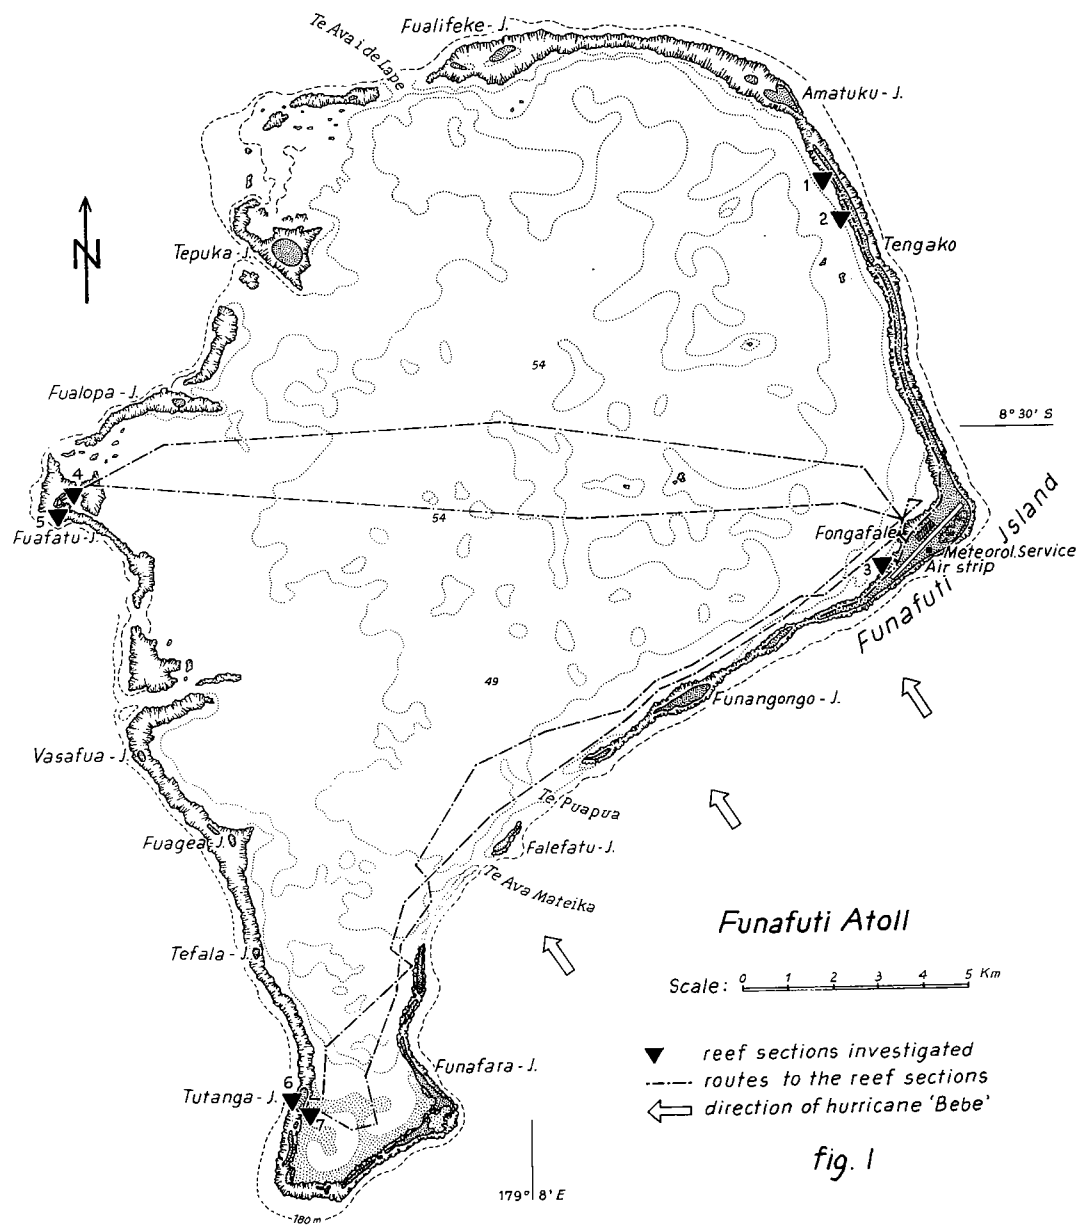 Fualifeke - J.
Te Ava i de Lape
Amatuku - J.
1
2
Tengako
Tepuka - J.
N
54
Fualopa - J.
8° 30' S
4
5
Fuafatu - J.
54
Fongafale
Jsland
Meteorol. Service
3
Air strip
Funafuti
49
Funangongo - J.
Vasafua - J.
Te Puapua
Fuagea - J.
Falefatu - J.
Te Ava Mateika
Funafuti Atoll
Tefala - J.
Scale: 0 1 2 3 4 5 Km
reef sections investigated
Funafara - J.
routes to the reef sections
6
Tutanga - J.
direction of hurricane 'Bebe'
7
fig. 1
179° 8' E
180 m